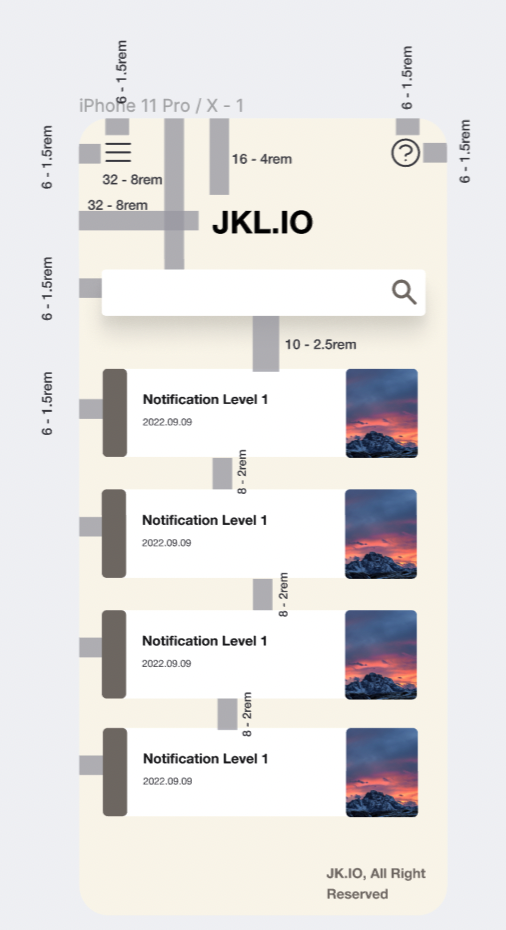 6 - 1.5rem
6 - 1.5rem
iPhone 11 Pro / X - 1
6 - 1.5rem
6 - 1.5rem
?
16 - 4rem
32 - 8rem
32 - 8rem
JKL.IO
6 - 1.5rem
10 - 2.5rem
6 - 1.5rem
Notification Level 1
2022.09.09
8 - 2rem
Notification Level 1
2022.09.09
8 - 2rem
Notification Level 1
2022.09.09
8 - 2rem
Notification Level 1
2022.09.09
JK.IO, All Right
Reserved